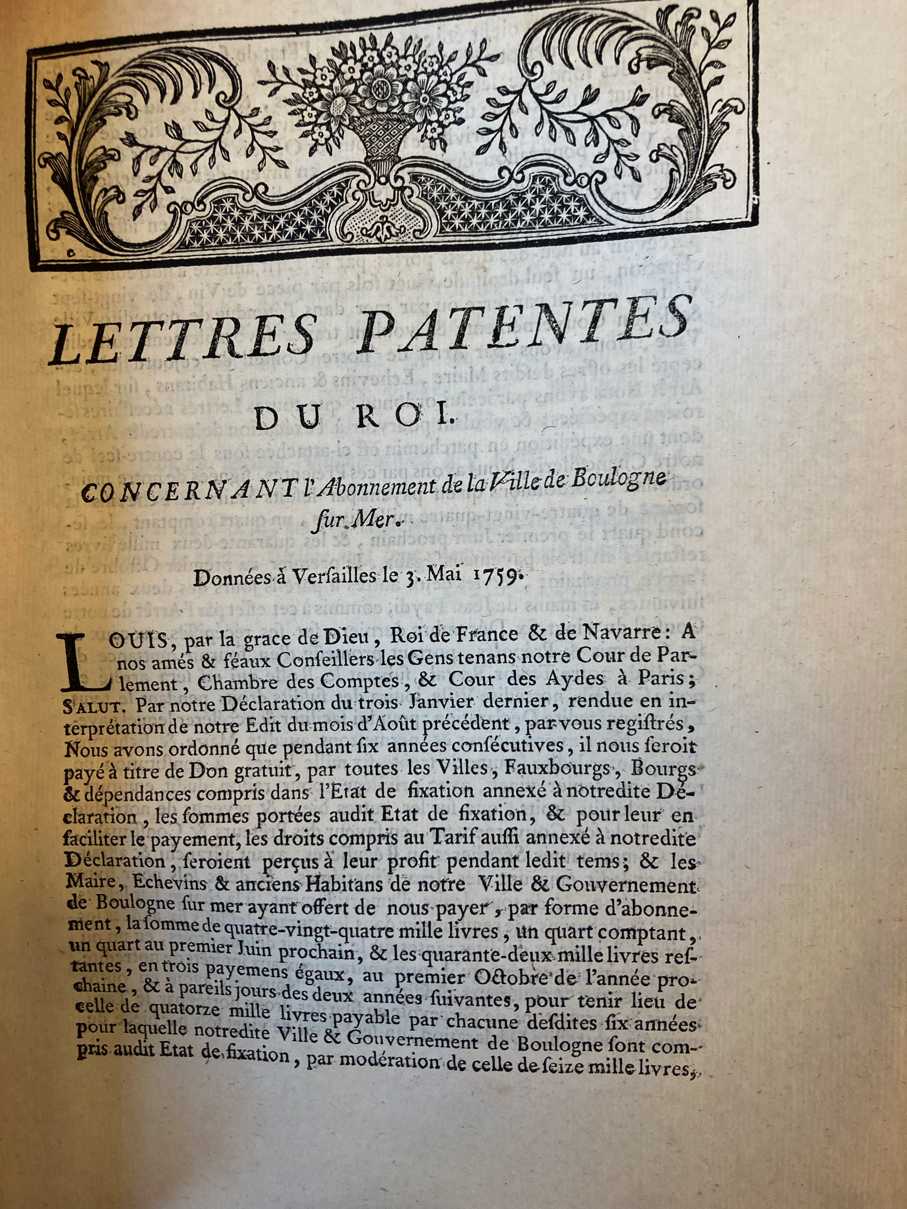 LETTRES PATENTES
DU ROI.
CONCERNANT l'Abonnement de la Ville de Boulogne
ſur Mer.
Données à Verſailles le 3. Mai 1759.
LOUIS, par la grace de Dieu, Roi de France & de Navarre: A
nos amés & féaux Conſeillers les Gens tenans notre Cour de Par-
lement, Chambre des Comptes, & Cour des Aydes à Paris;
SALUT. Par notre Déclaration du trois Janvier dernier, rendue en in-
terprétation de notre Edit du mois d'Août précédent, par vous regiſtrés,
Nous avons ordonné que pendant ſix années conſécutives, il nous ſeroit
payé à titre de Don gratuit, par toutes les Villes, Fauxbourgs, Bourgs
& dépendances compris dans l'Etat de fixation annexé à notredite Dé-
claration, les ſommes portées audit Etat de fixation, & pour leur en
faciliter le payement, les droits compris au Tarif auſſi annexé à notredite
Déclaration, ſeroient perçus à leur profit pendant ledit tems; & les
Maire, Echevins & anciens Habitans de notre Ville & Gouvernement
de Boulogne ſur mer ayant offert de nous payer, par forme d'abonne-
ment, la ſomme de quatre-vingt-quatre mille livres, un quart comptant,
un quart au premier Juin prochain, & les quarante-deux mille livres reſ-
tantes, en trois payemens égaux, au premier Octobre de l'année pro-
chaine, & à pareils jours des deux années ſuivantes, pour tenir lieu de
celle de quatorze mille livres payable par chacune deſdites ſix années
pour laquelle notredite Ville & Gouvernement de Boulogne ſont com-
pris audit Etat de fixation, par modération de celle de ſeize mille livres,